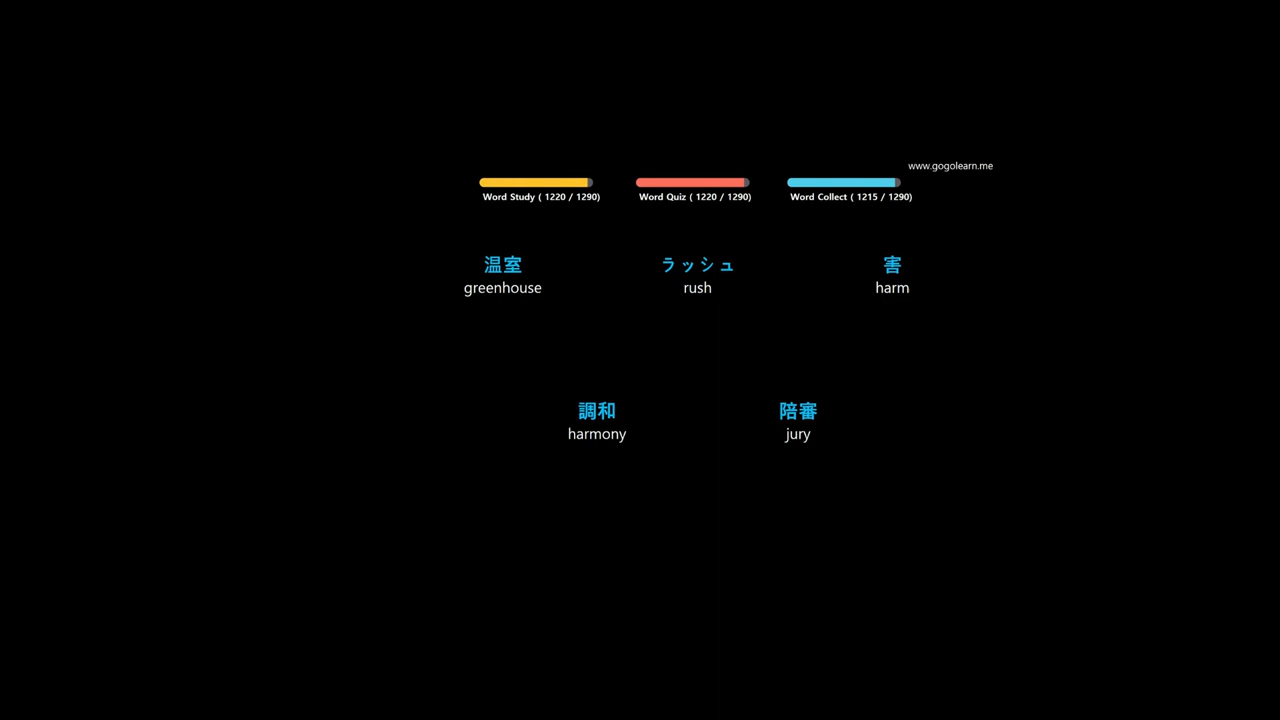 www.gogolearn.me
Word Study ( 1220 / 1290)
Word Quiz ( 1220 / 1290)
Word Collect ( 1215 / 1290)
温室
greenhouse
ラッシュ
rush
害
harm
調和
harmony
陪審
jury